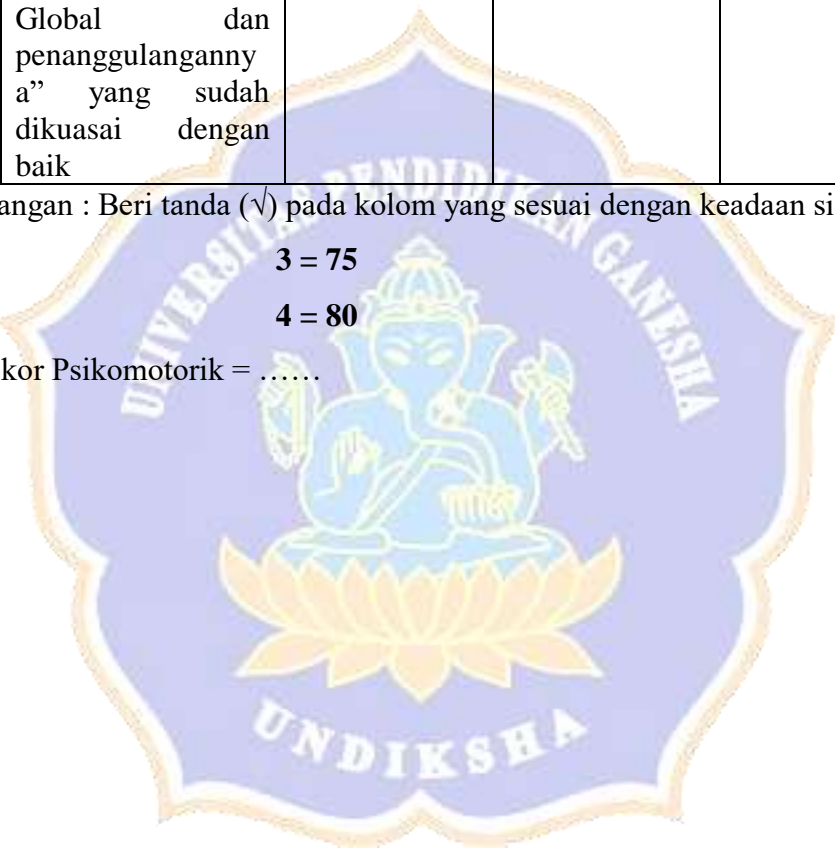 Global dan
penanggulanganny
a” yang sudah
dikuasai dengan
baik
angan : Beri tanda (√) pada kolom yang sesuai dengan keadaan si
3 = 75
4 = 80
kor Psikomotorik = ……
UNIVERSITAS PENDIDIKAN GANESHA
UNDIKSHA